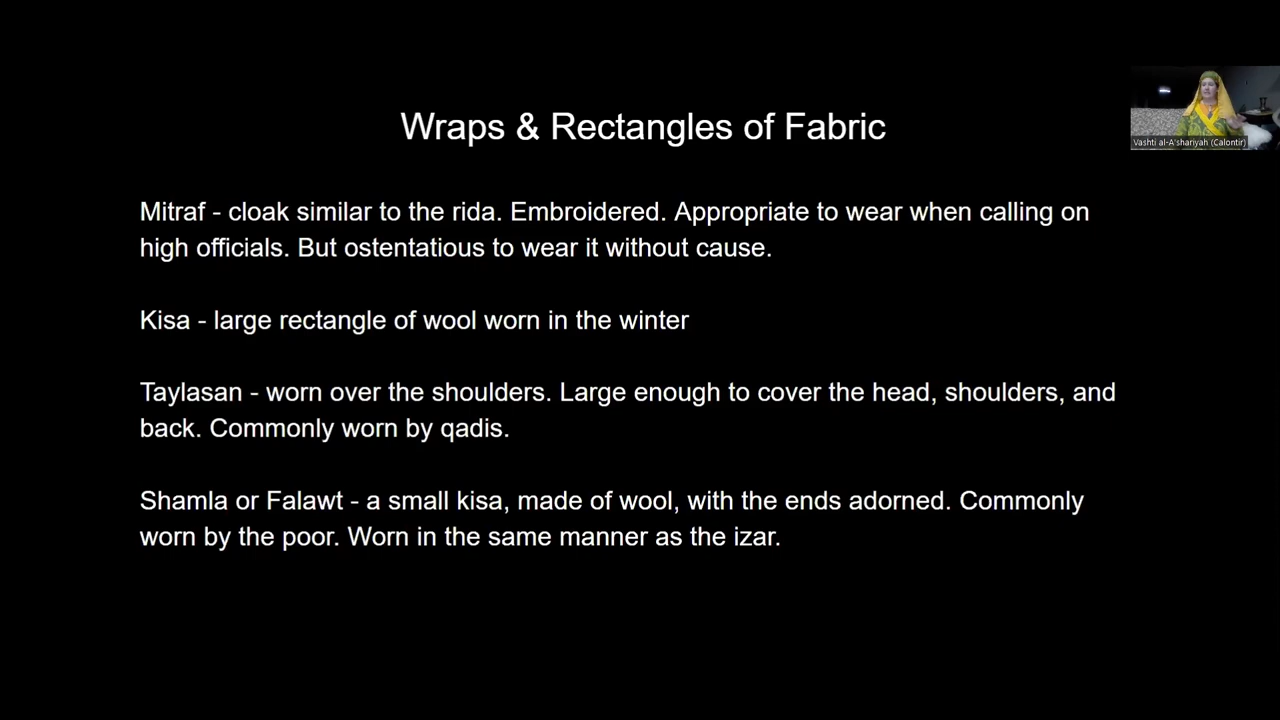 Wraps & Rectangles of Fabric
Vashti al-A'shariyah (Calontir)
Mitraf - cloak similar to the rida. Embroidered. Appropriate to wear when calling on
high officials. But ostentatious to wear it without cause.
Kisa - large rectangle of wool worn in the winter
Taylasan - worn over the shoulders. Large enough to cover the head, shoulders, and
back. Commonly worn by qadis.
Shamla or Falawt - a small kisa, made of wool, with the ends adorned. Commonly
worn by the poor. Worn in the same manner as the izar.